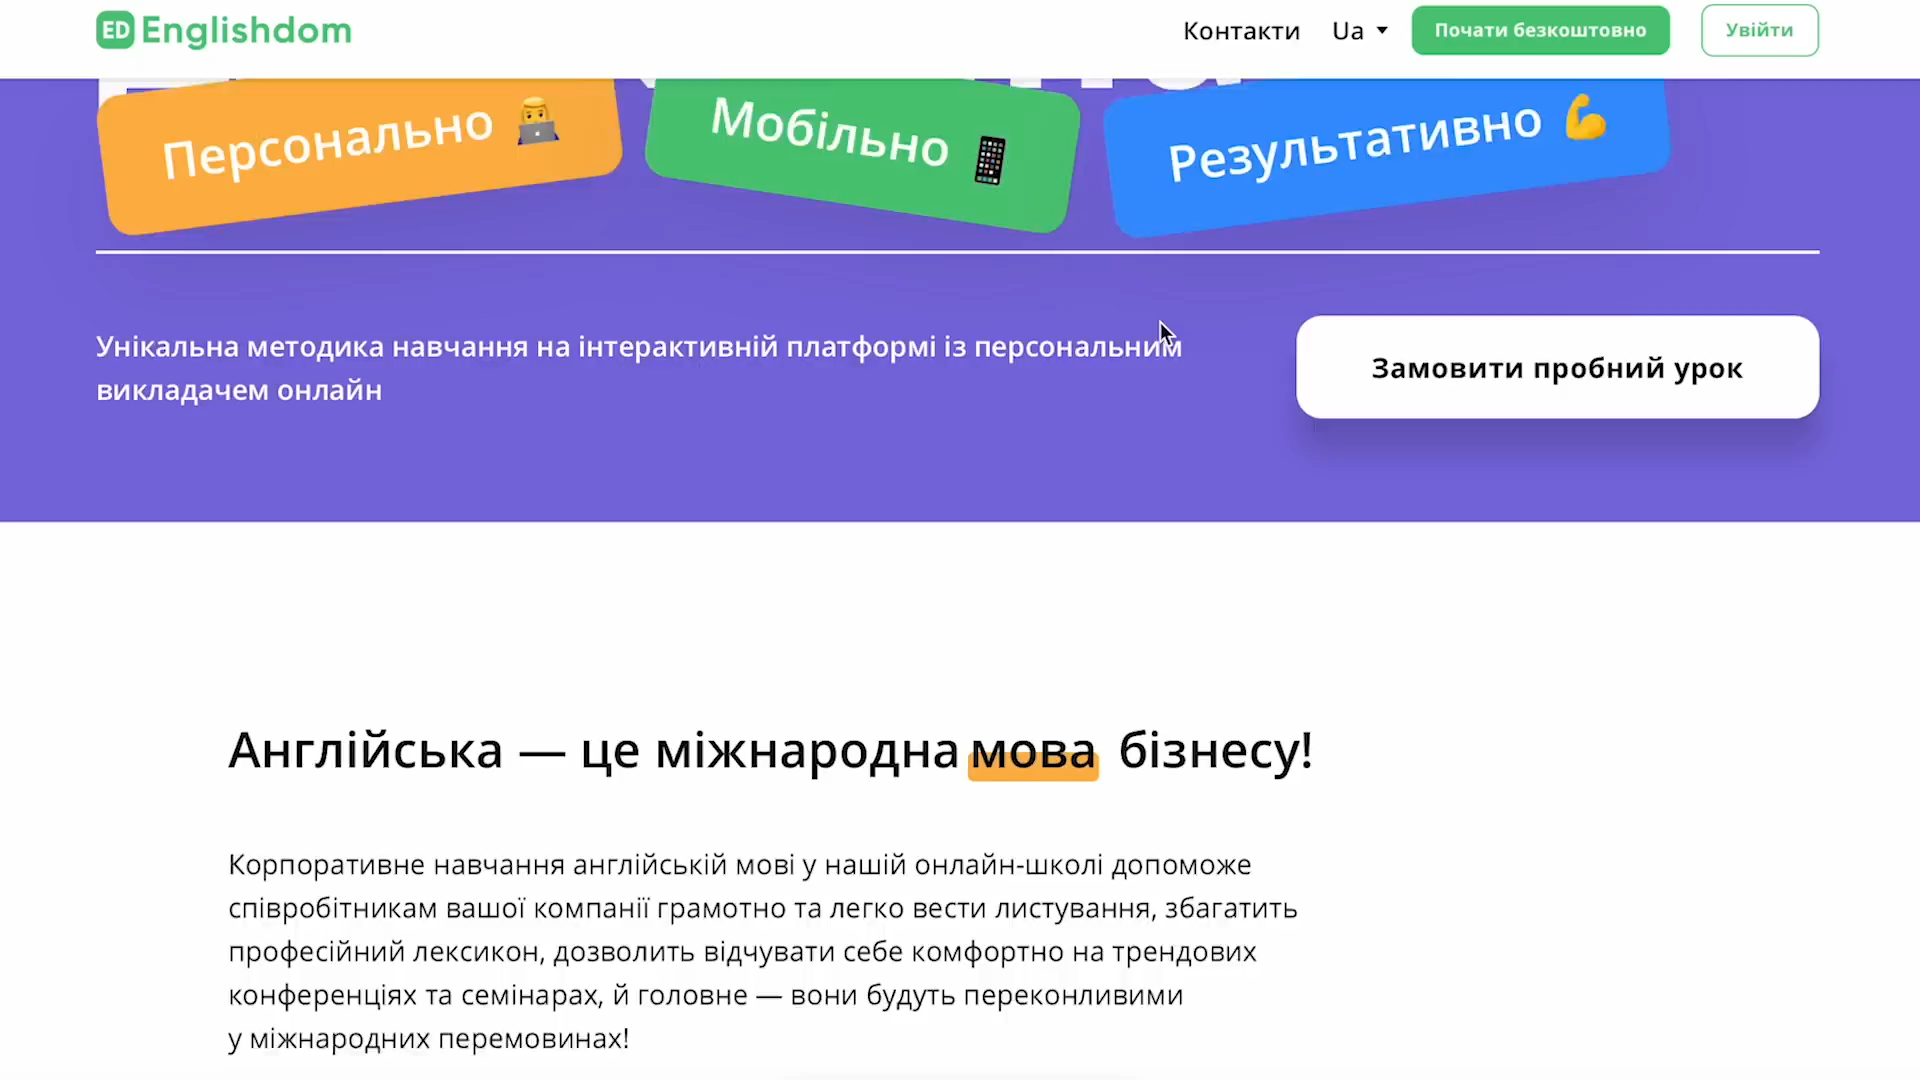 ED Englishdom
Контакти
Ua
Почати безкоштовно
Увійти
Персонально
Мобільно
Результативно
Унікальна методика навчання на інтерактивній платформі із персональним
викладачем онлайн
Замовити пробний урок
Англійська — це міжнародна мова бізнесу!
Корпоративне навчання англійській мові у нашій онлайн-школі допоможе
співробітникам вашої компанії грамотно та легко вести листування, збагатить
професійний лексикон, дозволить відчувати себе комфортно на трендових
конференціях та семінарах, й головне — вони будуть переконливими
у міжнародних перемовинах!